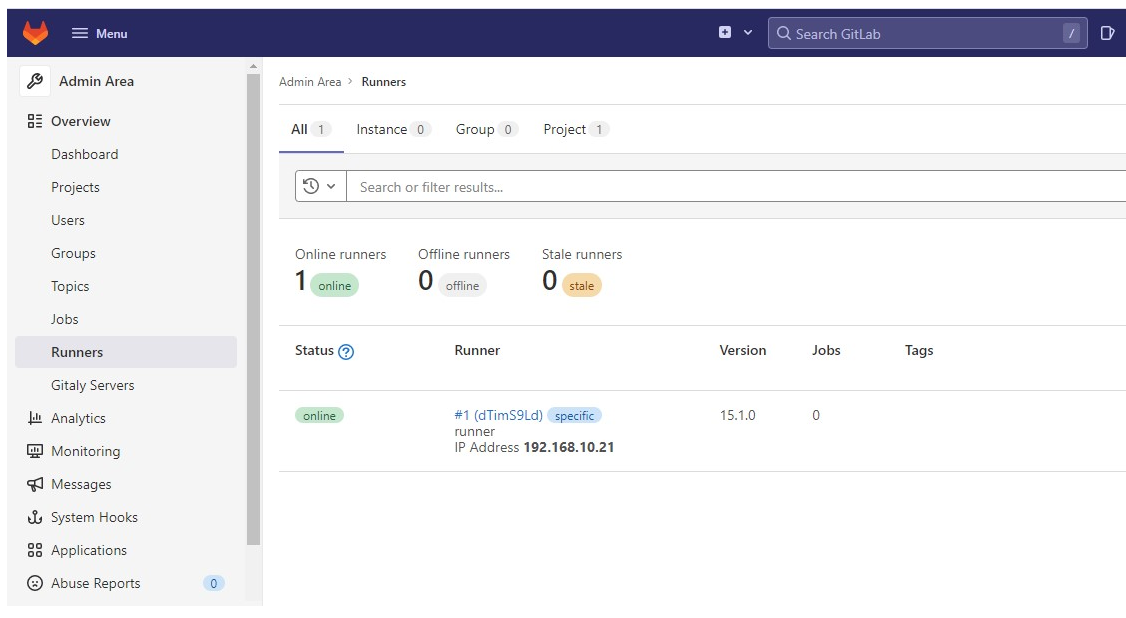 Menu
Search GitLab /
Admin Area
Overview
Dashboard
Projects
Users
Groups
Topics
Jobs
Runners
Gitaly Servers
Analytics
Monitoring
Messages
System Hooks
Applications
Abuse Reports 0
Admin Area > Runners
All 1 Instance 0 Group 0 Project 1
Search or filter results...
Online runners Offline runners Stale runners
1 online 0 offline 0 stale
Status ? Runner Version Jobs Tags
online #1 (dTimS9Ld) specific 15.1.0 0
runner
IP Address 192.168.10.21